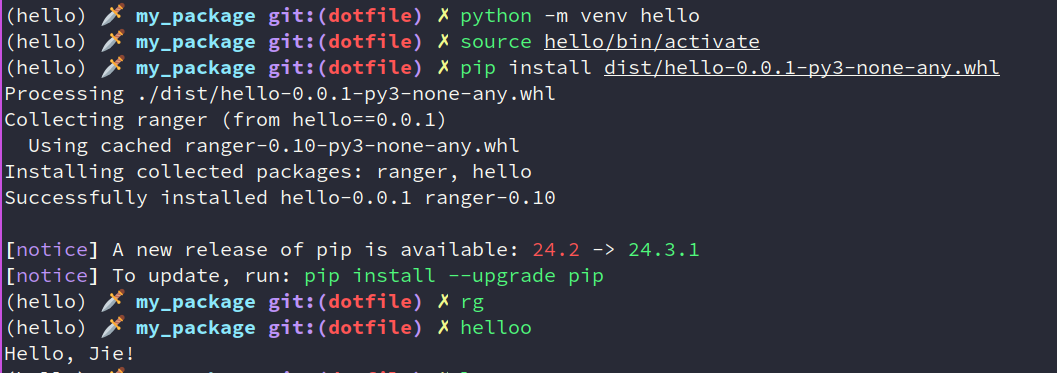 (hello) 🗡️ my_package git:(dotfile) ✗ python -m venv hello
(hello) 🗡️ my_package git:(dotfile) ✗ source hello/bin/activate
(hello) 🗡️ my_package git:(dotfile) ✗ pip install dist/hello-0.0.1-py3-none-any.whl
Processing ./dist/hello-0.0.1-py3-none-any.whl
Collecting ranger (from hello==0.0.1)
  Using cached ranger-0.10-py3-none-any.whl
Installing collected packages: ranger, hello
Successfully installed hello-0.0.1 ranger-0.10

[notice] A new release of pip is available: 24.2 -> 24.3.1
[notice] To update, run: pip install --upgrade pip
(hello) 🗡️ my_package git:(dotfile) ✗ rg
(hello) 🗡️ my_package git:(dotfile) ✗ helloo
Hello, Jie!